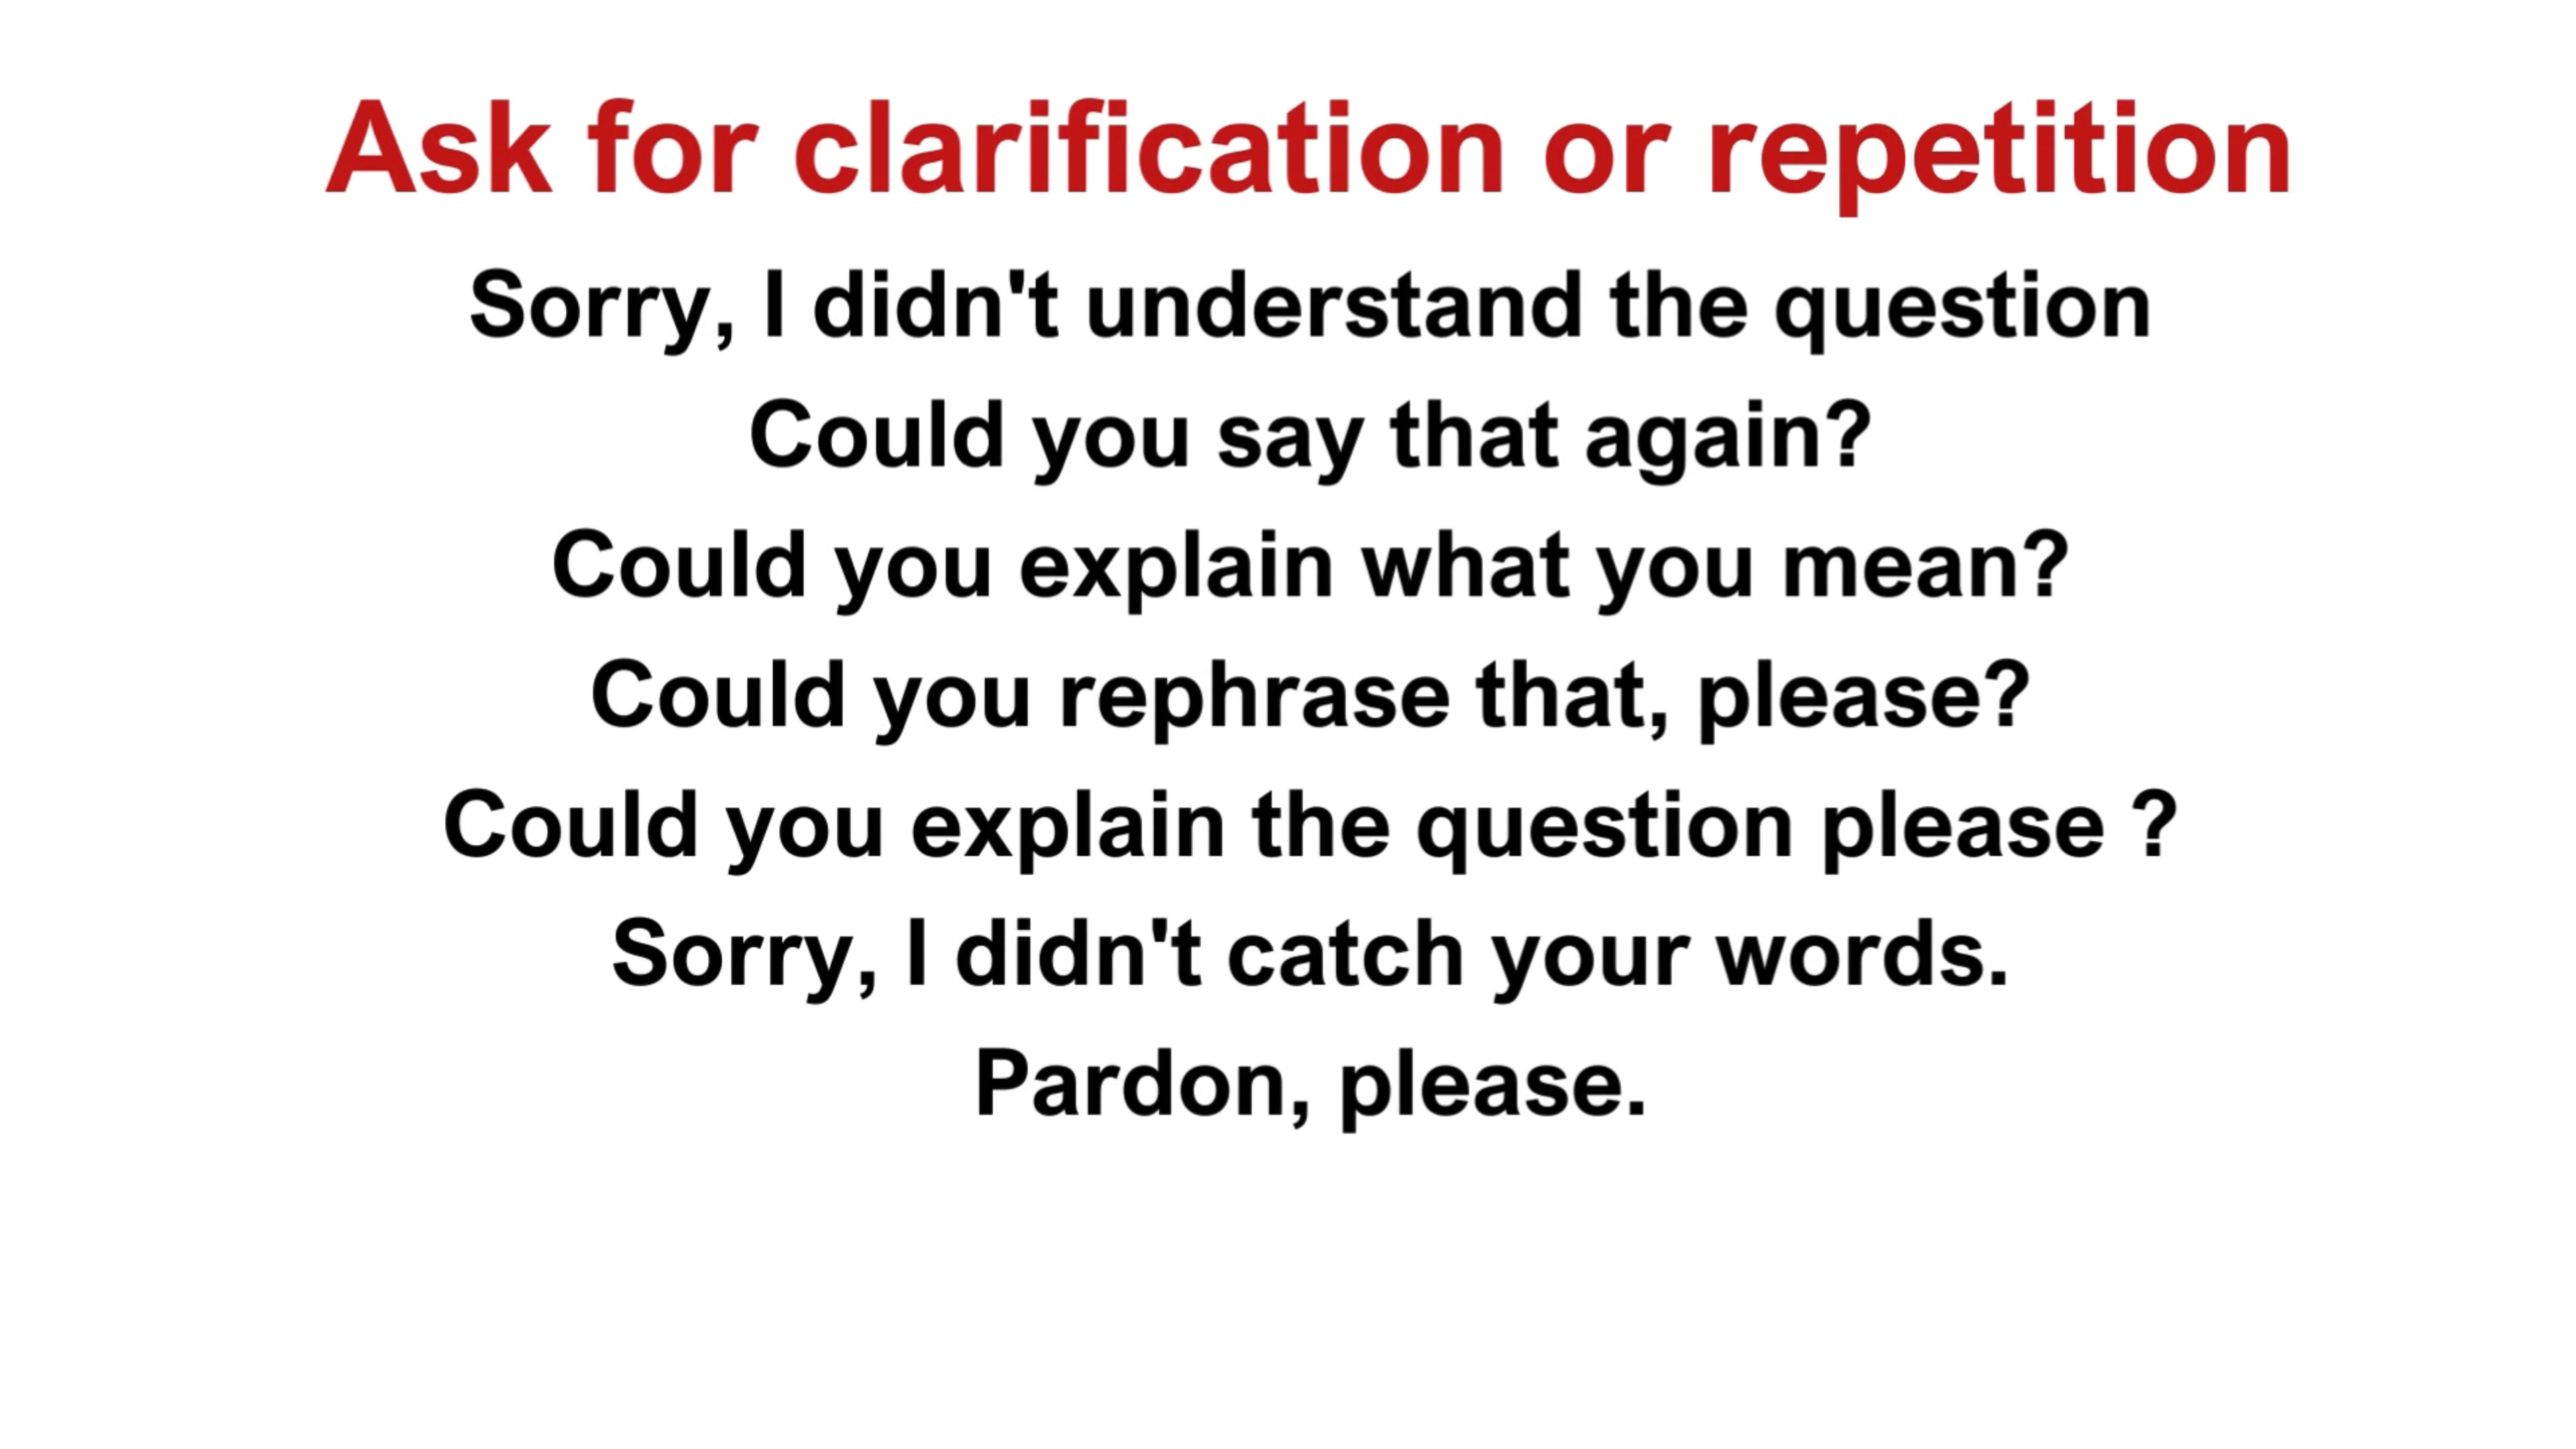 Ask for clarification or repetition
Sorry, I didn't understand the question
Could you say that again?
Could you explain what you mean?
Could you rephrase that, please?
Could you explain the question please ?
Sorry, I didn't catch your words.
Pardon, please.